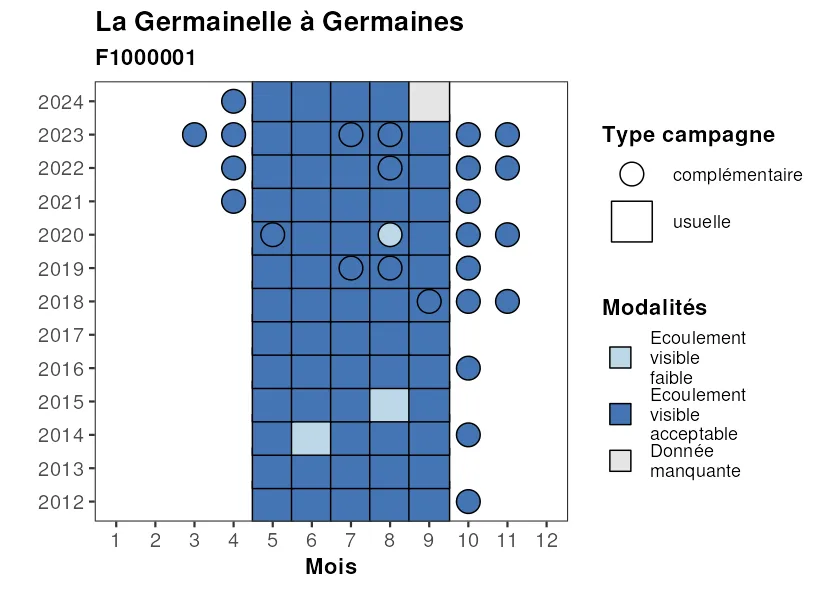 La Germainelle à Germaines
F1000001
2024
2023
2022
2021
2020
2019
2018
2017
2016
2015
2014
2013
2012
1 2 3 4 5 6 7 8 9 10 11 12
Mois
Type campagne
complémentaire
usuelle
Modalités
Ecoulement
visible
faible
Ecoulement
visible
acceptable
Donnée
manquante